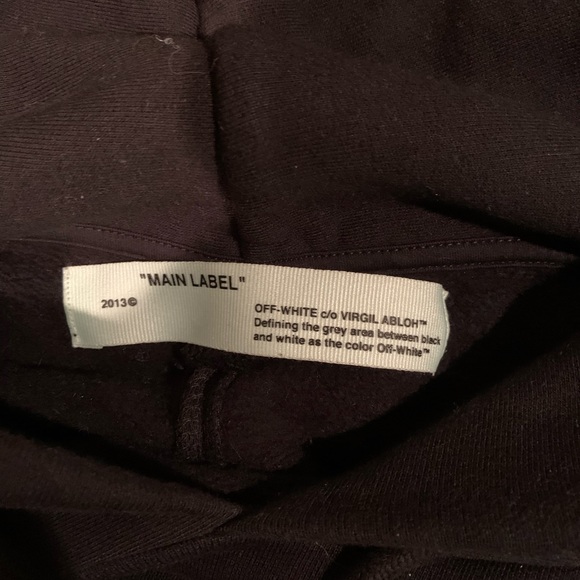 "MAIN LABEL"
2013©
OFF-WHITE c/o VIRGIL ABLOH™
Defining the grey area between black
and white as the color Off-White™